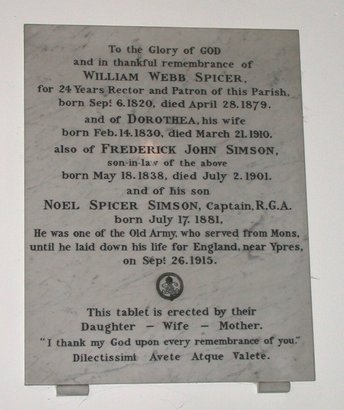 To the Glory of GOD
and in thankful remembrance of
WILLIAM WEBB SPICER,
for 24 Years Rector and Patron of this Parish,
born Sept. 6.1820, died April 28.1879.
and of DOROTHEA, his wife
born Feb. 14.1830, died March 21.1910.
also of FREDERICK JOHN SIMSON,
son-in-law of the above
born May 18.1838, died July 2.1901.
and of his son
NOEL SPICER SIMSON, Captain, R.G.A.
born July 17.1881,
He was one of the Old Army, who served from Mons,
until he laid down his life for England, near Ypres,
on Sept. 26.1915.
This tablet is erected by their
Daughter – Wife – Mother.
"I thank my God upon every remembrance of you."
Dilectissimi Avete Atque Valete.